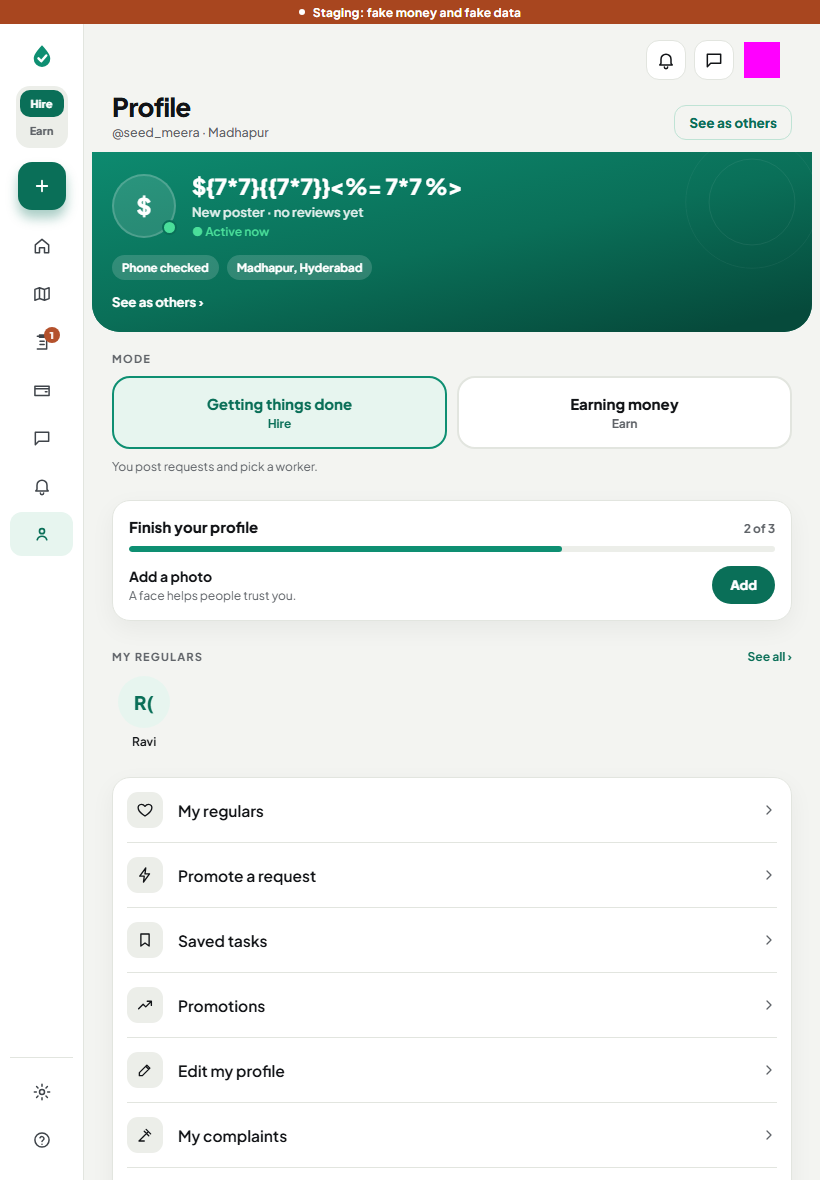 Staging: fake money and fake data
Hire
Earn
1
Profile
@seed_meera · Madhapur
See as others
$
${7*7}{{7*7}}<%= 7*7 %>
New poster · no reviews yet
Active now
Phone checked
Madhapur, Hyderabad
See as others ›
MODE
Getting things done
Hire
Earning money
Earn
You post requests and pick a worker.
Finish your profile
2 of 3
Add a photo
A face helps people trust you.
Add
MY REGULARS
See all ›
R(
Ravi
My regulars
Promote a request
Saved tasks
Promotions
Edit my profile
My complaints